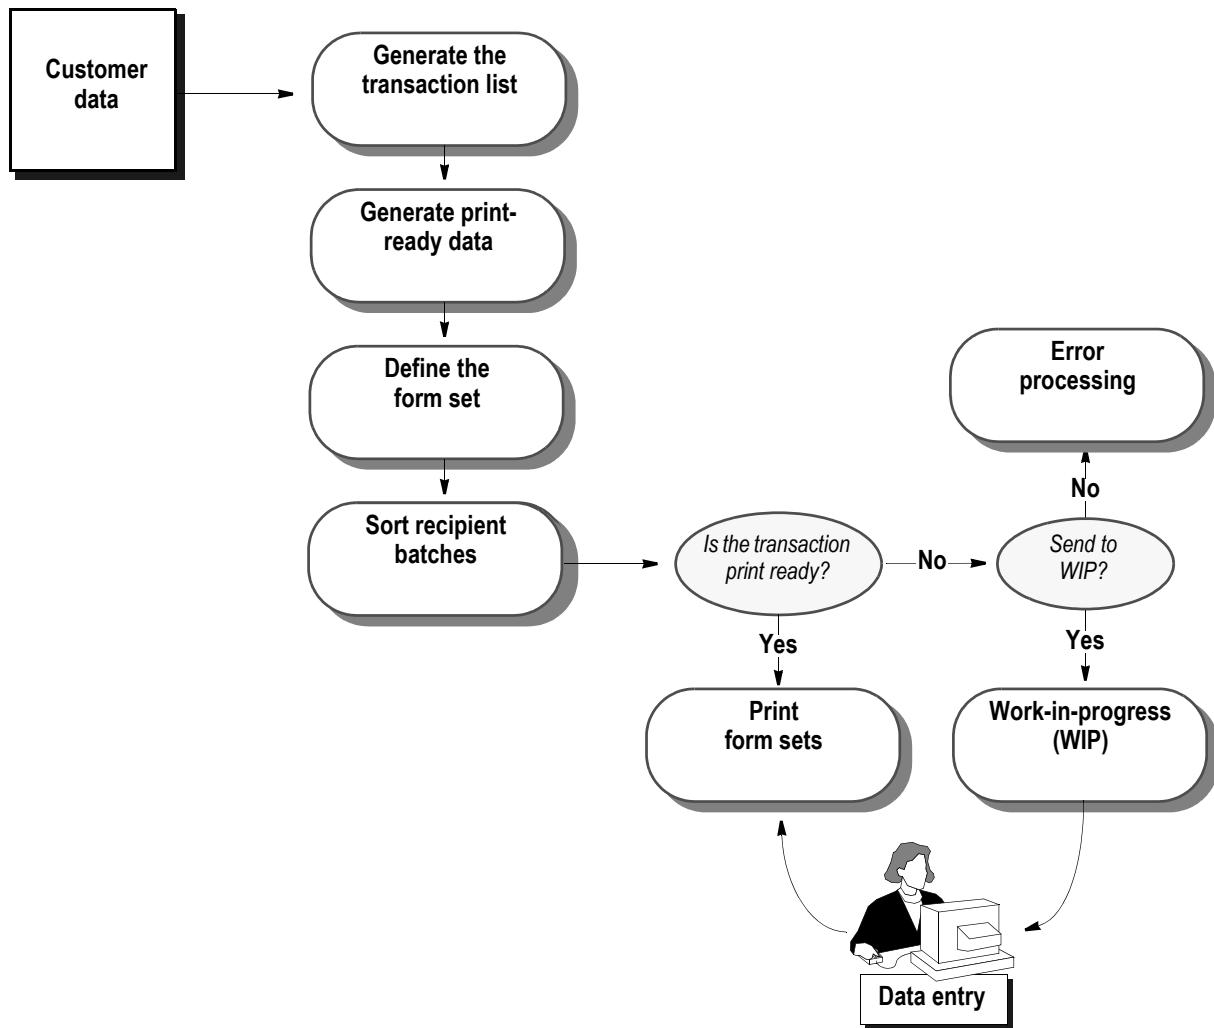 Customer
data
Generate the
transaction list
Generate print-
ready data
Define the
form set
Sort recipient
batches
Is the transaction
print ready?
No
Send to
WIP?
No
Error
processing
Yes
Yes
Print
form sets
Work-in-progress
(WIP)
Data entry